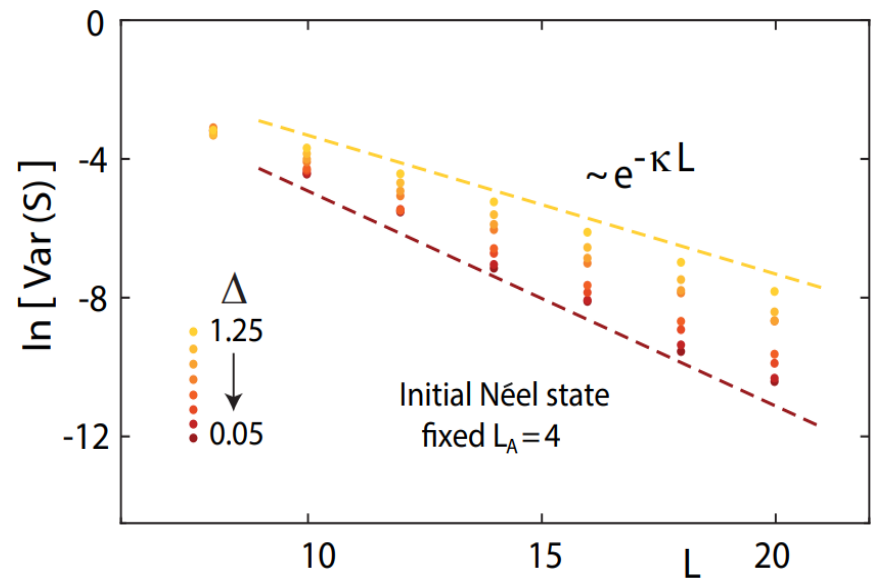 0
-4
-8
-12
ln [ Var (S) ]
~ e^-κL
Δ
1.25
0.05
Initial Néel state
fixed L_A = 4
10
15
20
L